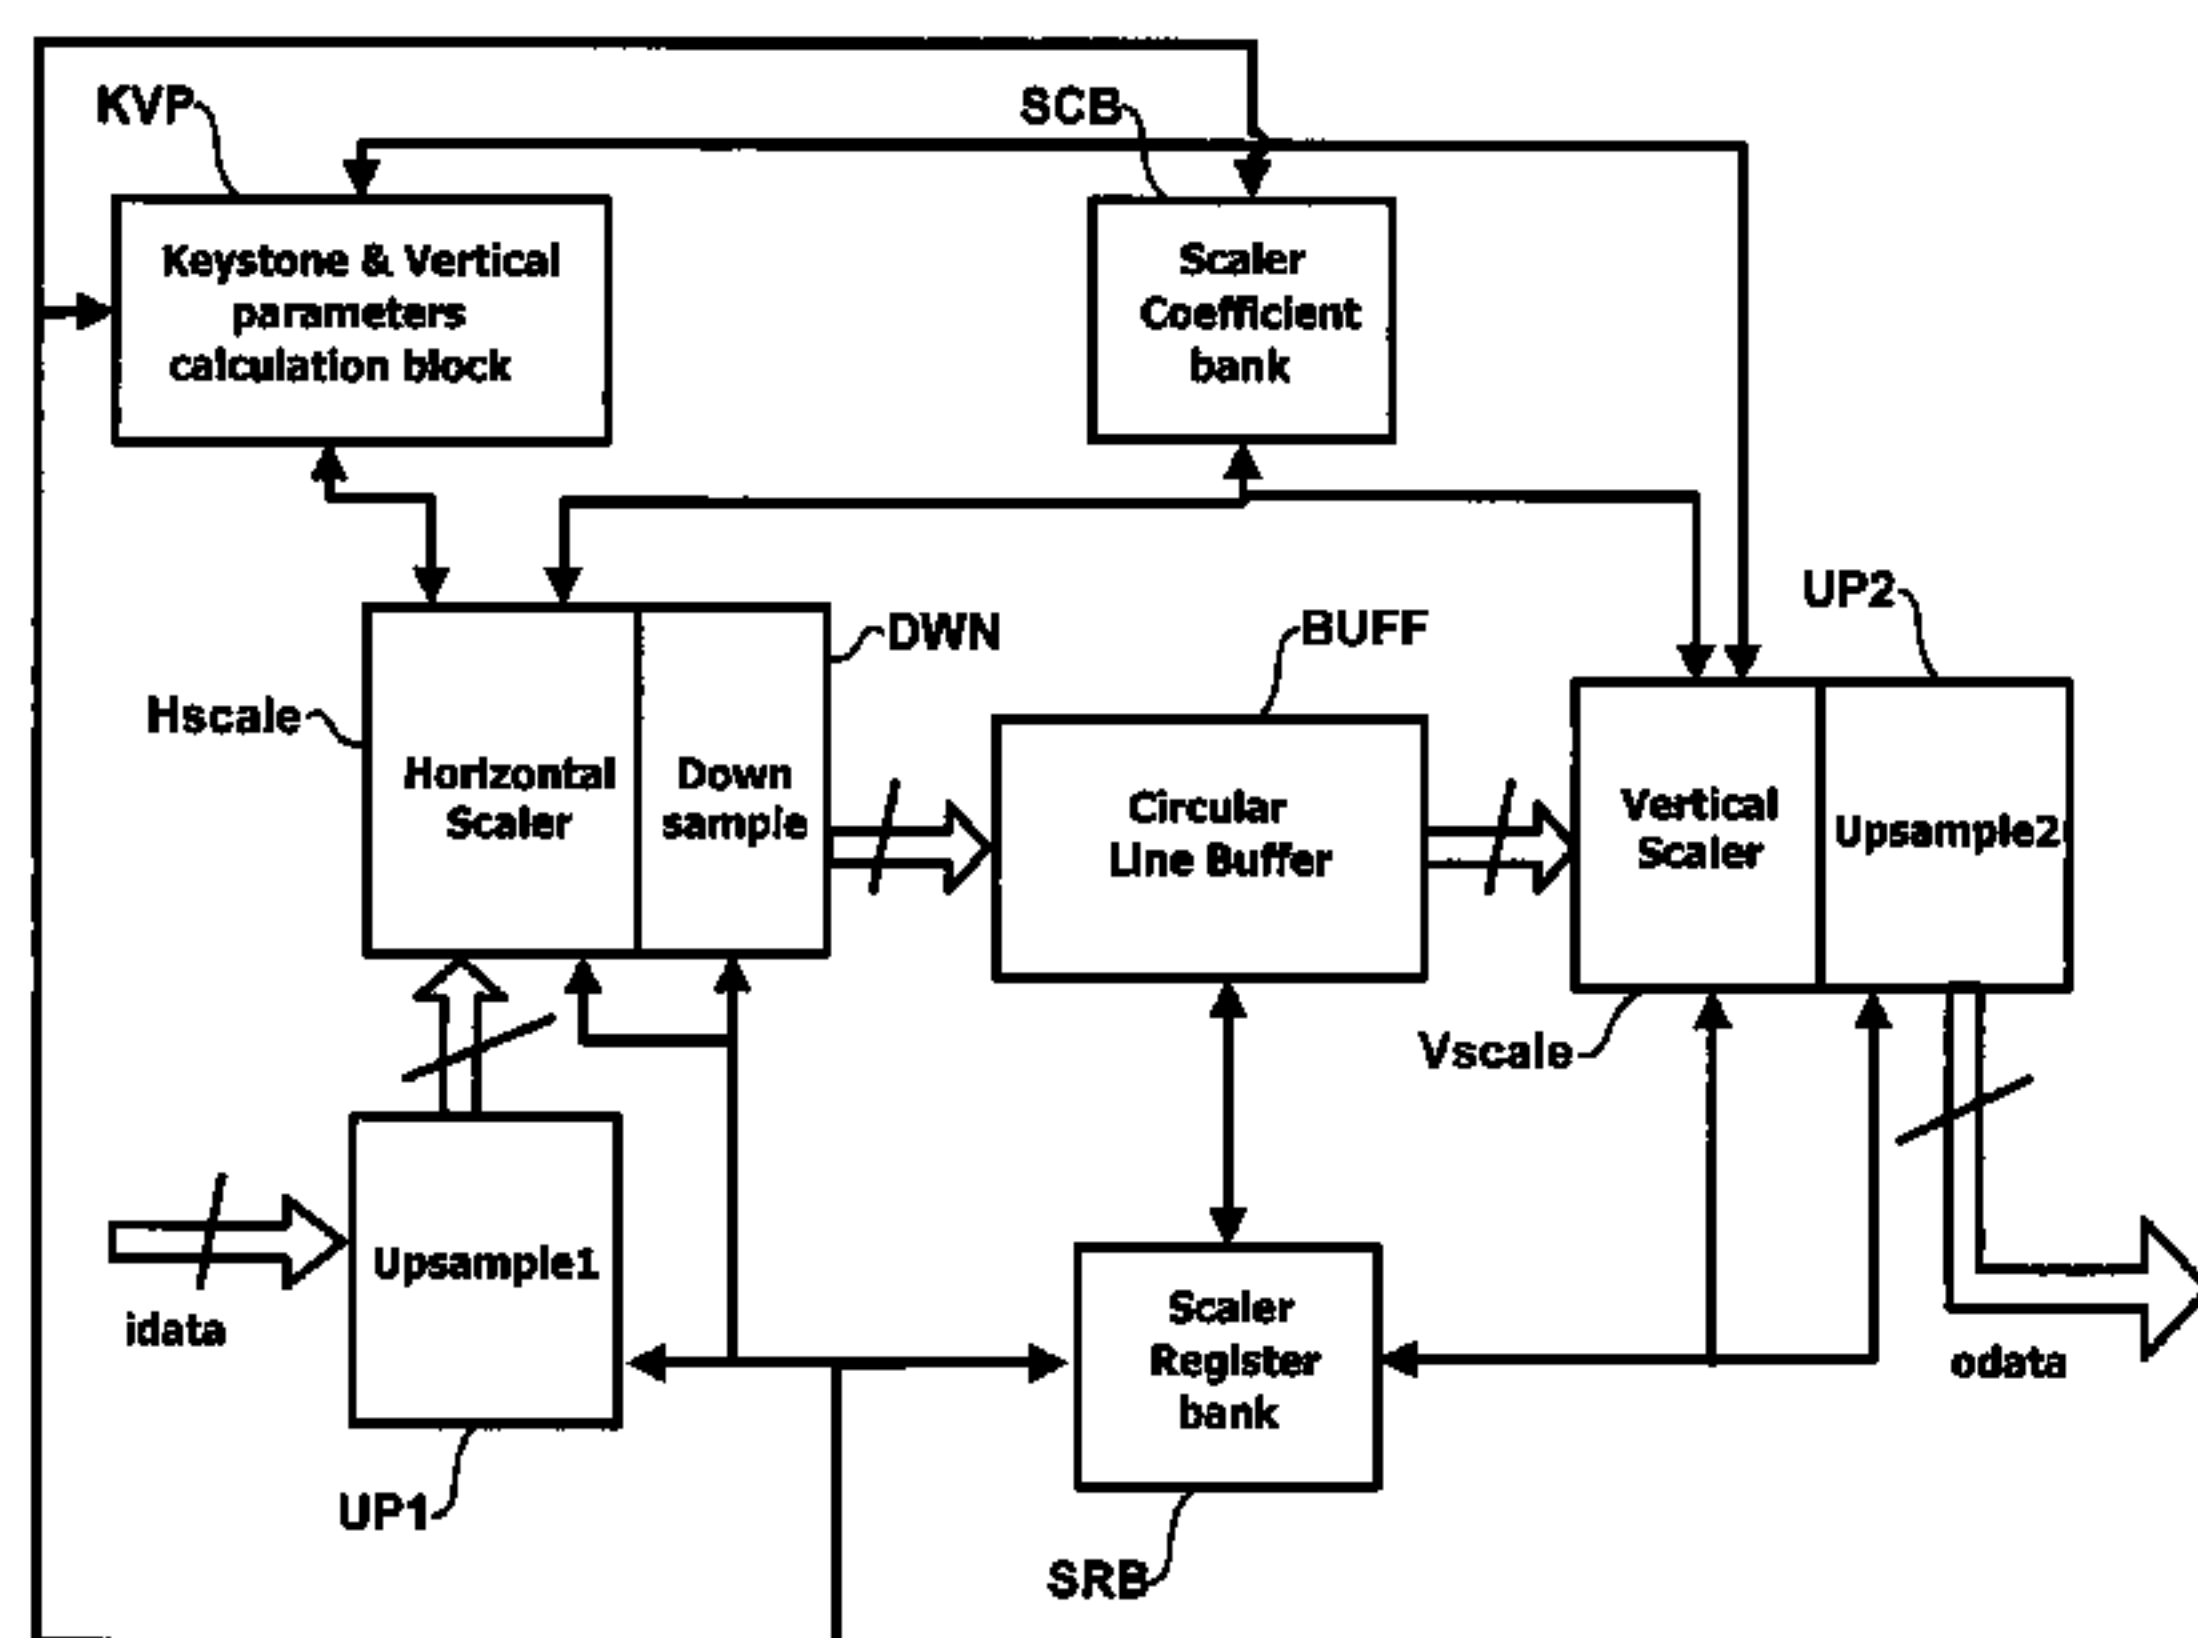 KVP
SCB
Keystone & Vertical
parameters
calculation block
Scaler
Coefficient
bank
UP2
DWN
BUFF
Hscale
Horizontal
Scaler
Down
sample
Circular
Line Buffer
Vertical
Scaler
Upsample2
Vscale
Upsample1
idata
Scaler
Register
bank
odata
UP1
SRB